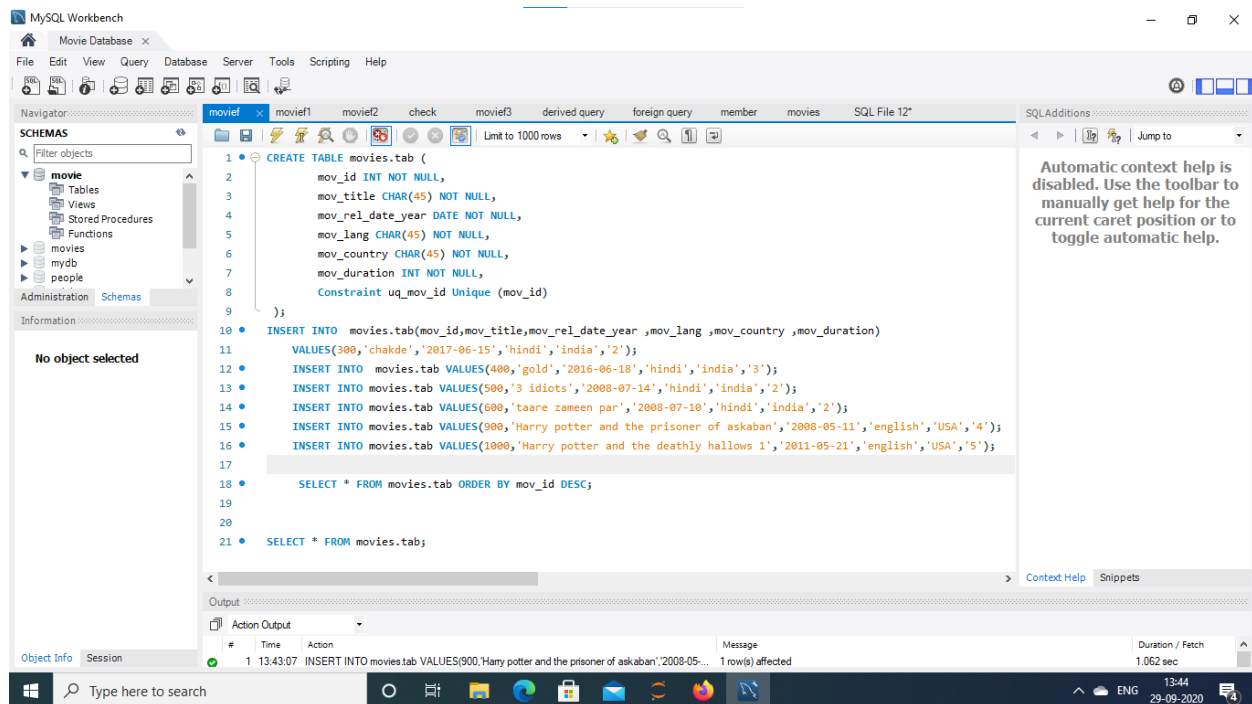 MySQL Workbench
Movie Database ×
File Edit View Query Database Server Tools Scripting Help
Navigator
SCHEMAS
Filter objects
movie
Tables
Views
Stored Procedures
Functions
movies
mydb
people
Administration Schemas
Information
No object selected
Object Info Session
movief × movief1 movief2 check movief3 derived query foreign query member movies SQL File 12*
Limit to 1000 rows
1 CREATE TABLE movies.tab (
2 mov_id INT NOT NULL,
3 mov_title CHAR(45) NOT NULL,
4 mov_rel_date_year DATE NOT NULL,
5 mov_lang CHAR(45) NOT NULL,
6 mov_country CHAR(45) NOT NULL,
7 mov_duration INT NOT NULL,
8 Constraint uq_mov_id Unique (mov_id)
9 );
10 INSERT INTO movies.tab(mov_id,mov_title,mov_rel_date_year ,mov_lang ,mov_country ,mov_duration)
11 VALUES(300,'chakde','2017-06-15','hindi','india','2');
12 INSERT INTO movies.tab VALUES(400,'gold','2016-06-18','hindi','india','3');
13 INSERT INTO movies.tab VALUES(500,'3 idiots','2008-07-14','hindi','india','2');
14 INSERT INTO movies.tab VALUES(600,'taare zameen par','2008-07-10','hindi','india','2');
15 INSERT INTO movies.tab VALUES(900,'Harry potter and the prisoner of askaban','2008-05-11','english','USA','4');
16 INSERT INTO movies.tab VALUES(1000,'Harry potter and the deathly hallows 1','2011-05-21','english','USA','5');
17
18 SELECT * FROM movies.tab ORDER BY mov_id DESC;
19
20
21 SELECT * FROM movies.tab;
SQLAdditions
Jump to
Automatic context help is
disabled. Use the toolbar to
manually get help for the
current caret position or to
toggle automatic help.
Context Help Snippets
Output
Action Output
# Time Action Message Duration / Fetch
1 13:43:07 INSERT INTO movies.tab VALUES(900,'Harry potter and the prisoner of askaban','2008-05-... 1 row(s) affected 1.062 sec
Type here to search
ENG
13:44
29-09-2020
4